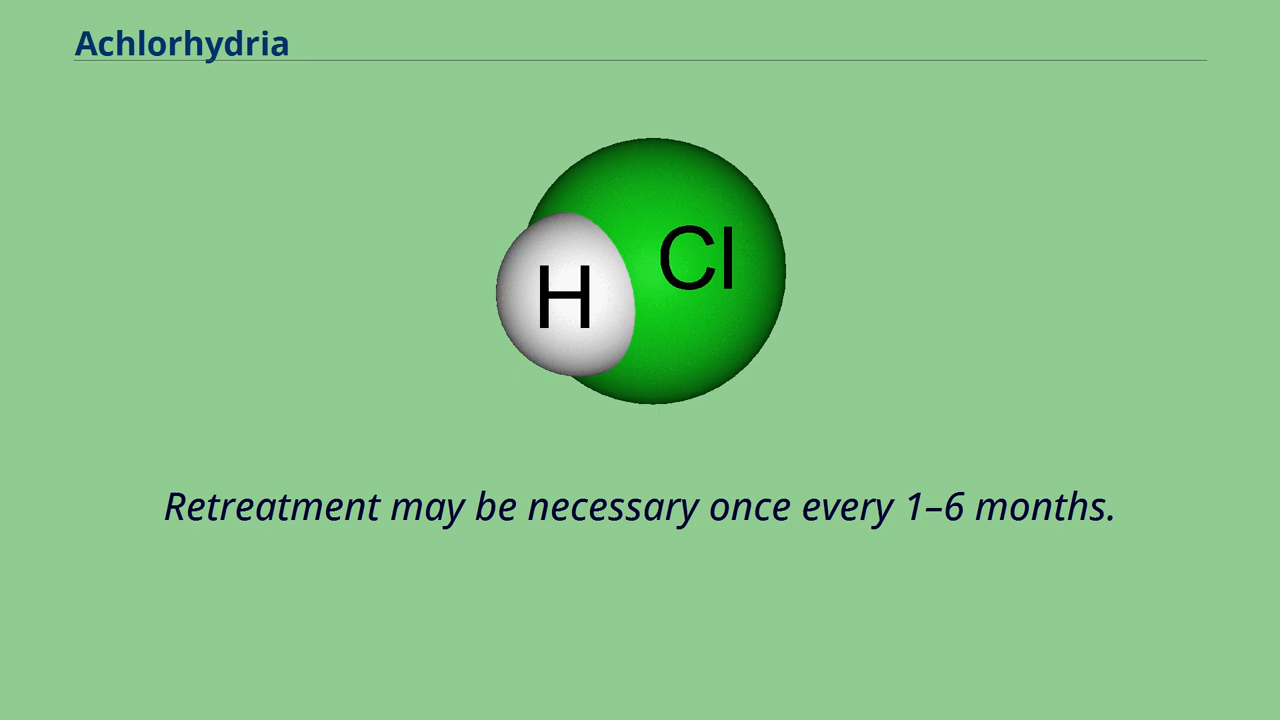 Achlorhydria
H
Cl
Retreatment may be necessary once every 1–6 months.